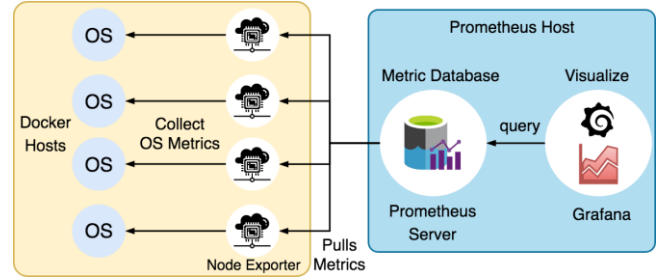 Prometheus Host
OS
Metric Database
Visualize
OS
Docker
Hosts
Collect
OS Metrics
query
OS
Prometheus
Server
Grafana
OS
Node Exporter
Pulls
Metrics